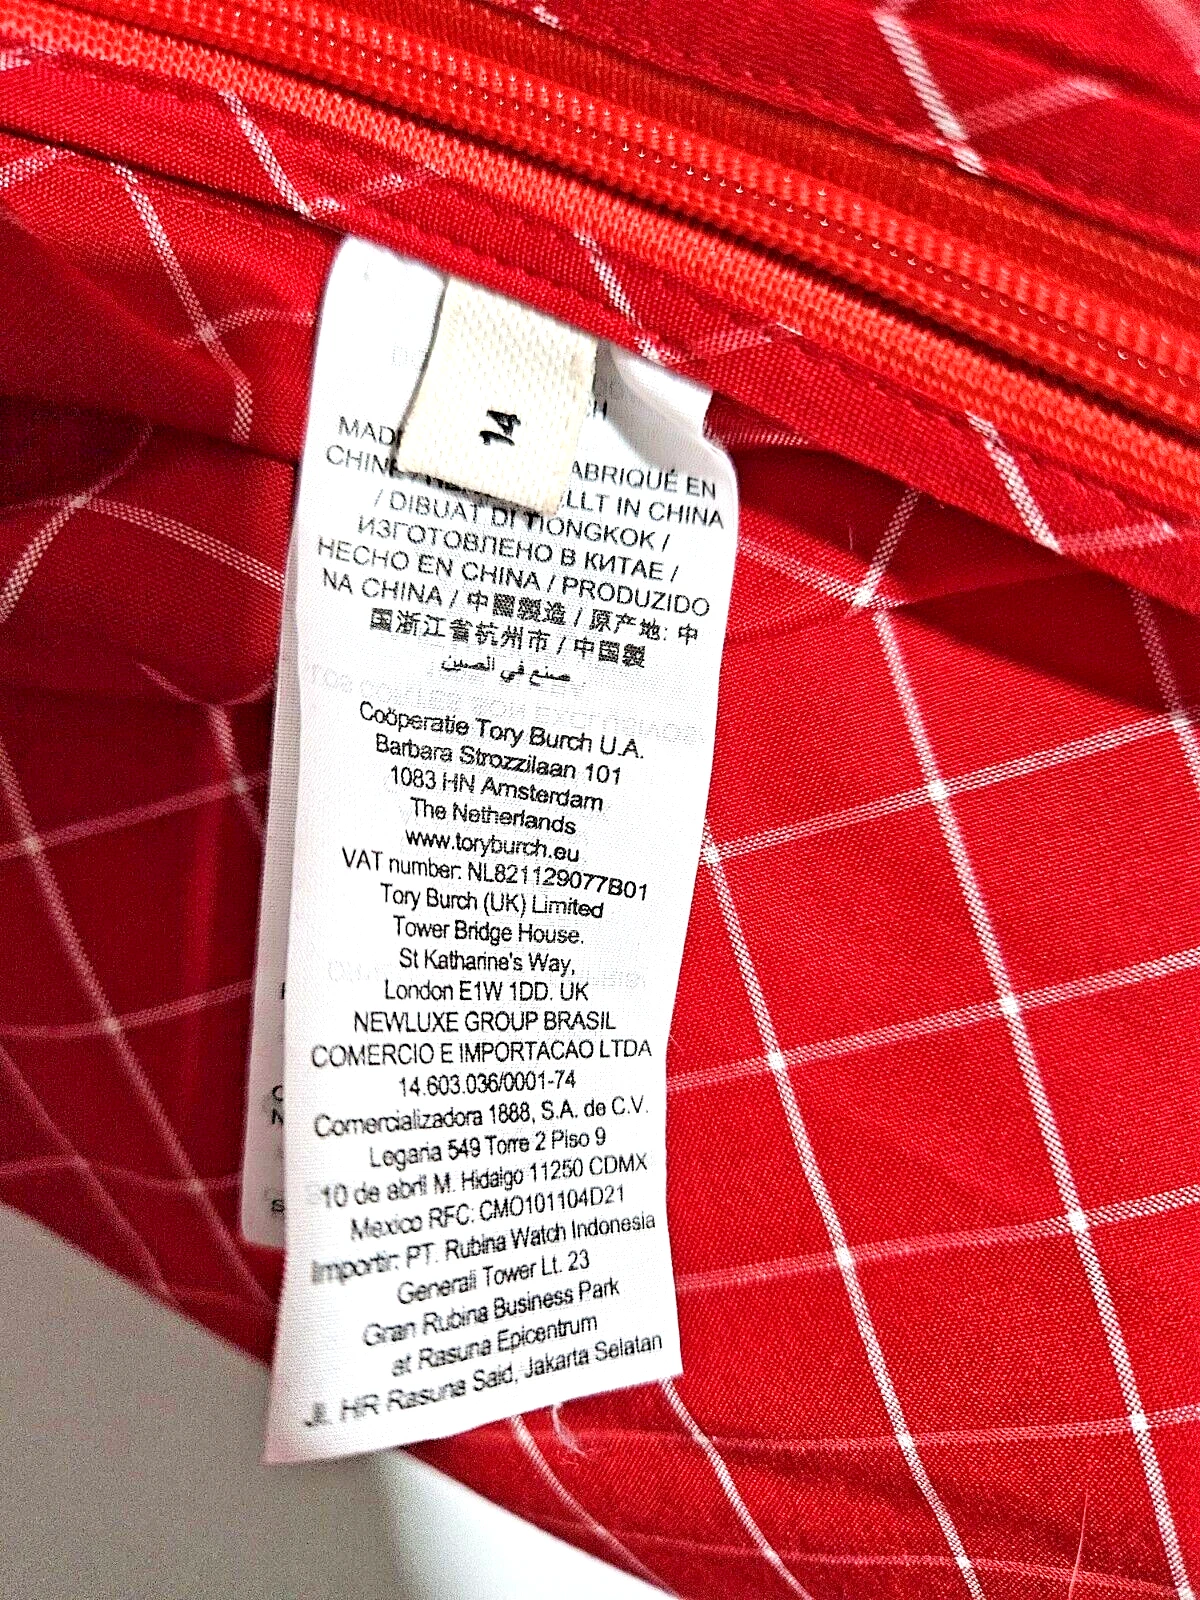 14
ABRIQUÉ EN
LLT IN CHINA
/ DIBUAT DI TIONGKOK /
ИЗГОТОВЛЕНО В КИТАЕ /
HECHO EN CHINA / PRODUZIDO
NA CHINA / 中國製造 / 原产地: 中
国浙江省杭州市 / 中国製
صنع في الصين
Coöperatie Tory Burch U.A.
Barbara Strozzilaan 101
1083 HN Amsterdam
The Netherlands
www.toryburch.eu
VAT number: NL821129077B01
Tory Burch (UK) Limited
Tower Bridge House.
St Katharine's Way,
London E1W 1DD. UK
NEWLUXE GROUP BRASIL
COMERCIO E IMPORTACAO LTDA
14.603.036/0001-74
Comercializadora 1888, S.A. de C.V.
Legaria 549 Torre 2 Piso 9
10 de abril M. Hidalgo 11250 CDMX
Mexico RFC: CMO101104D21
Importir: PT. Rubina Watch Indonesia
Generali Tower Lt. 23
Gran Rubina Business Park
at Rasuna Epicentrum
Jl. HR Rasuna Said, Jakarta Selatan